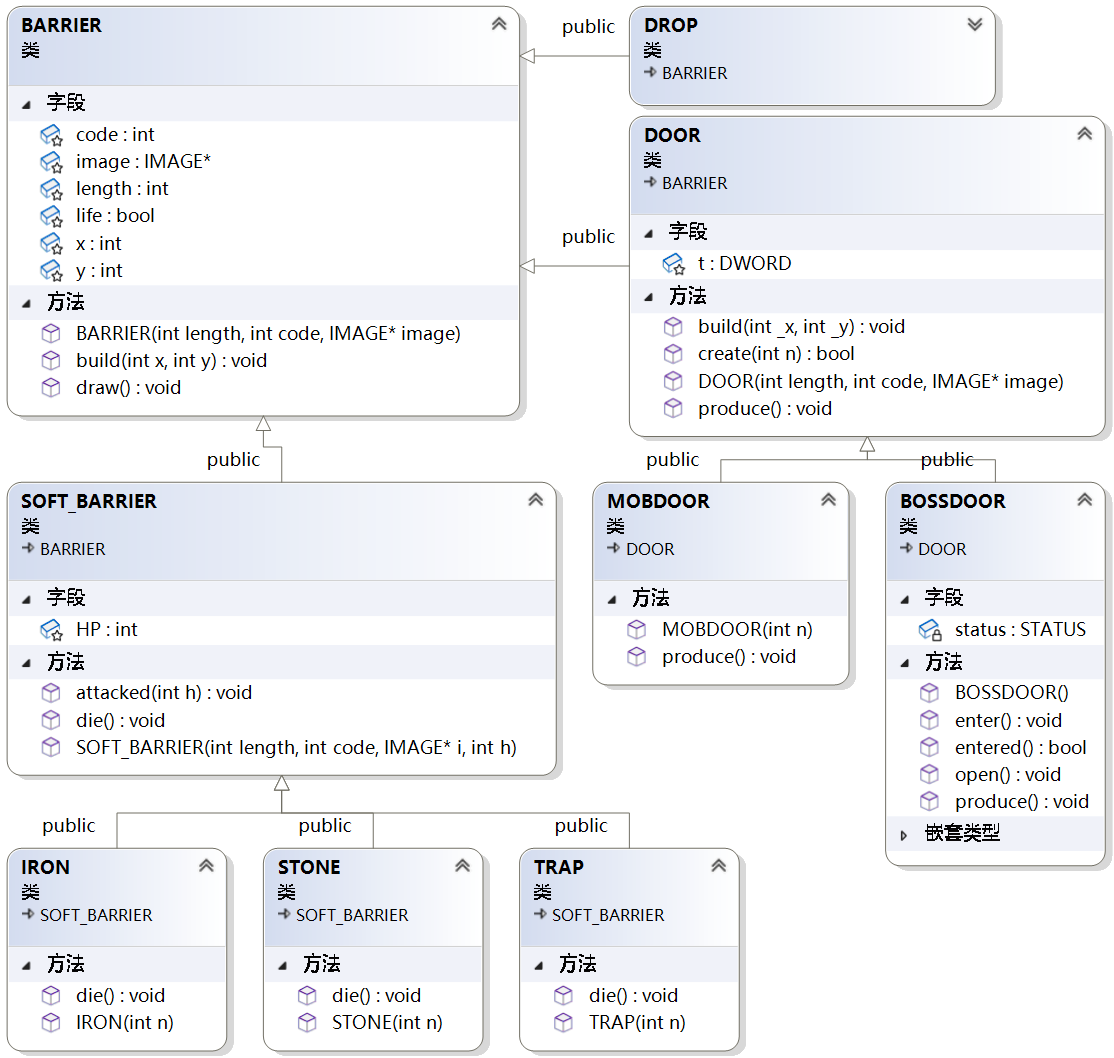 BARRIER
类
字段
code : int
image : IMAGE*
length : int
life : bool
x : int
y : int
方法
BARRIER(int length, int code, IMAGE* image)
build(int x, int y) : void
draw() : void
public
DROP
类
BARRIER
public
DOOR
类
BARRIER
字段
t : DWORD
方法
build(int _x, int _y) : void
create(int n) : bool
DOOR(int length, int code, IMAGE* image)
produce() : void
public
SOFT_BARRIER
类
BARRIER
字段
HP : int
方法
attacked(int h) : void
die() : void
SOFT_BARRIER(int length, int code, IMAGE* i, int h)
public
MOBDOOR
类
DOOR
方法
MOBDOOR(int n)
produce() : void
public
BOSSDOOR
类
DOOR
字段
status : STATUS
方法
BOSSDOOR()
enter() : void
entered() : bool
open() : void
produce() : void
嵌套类型
public
IRON
类
SOFT_BARRIER
方法
die() : void
IRON(int n)
public
STONE
类
SOFT_BARRIER
方法
die() : void
STONE(int n)
public
TRAP
类
SOFT_BARRIER
方法
die() : void
TRAP(int n)